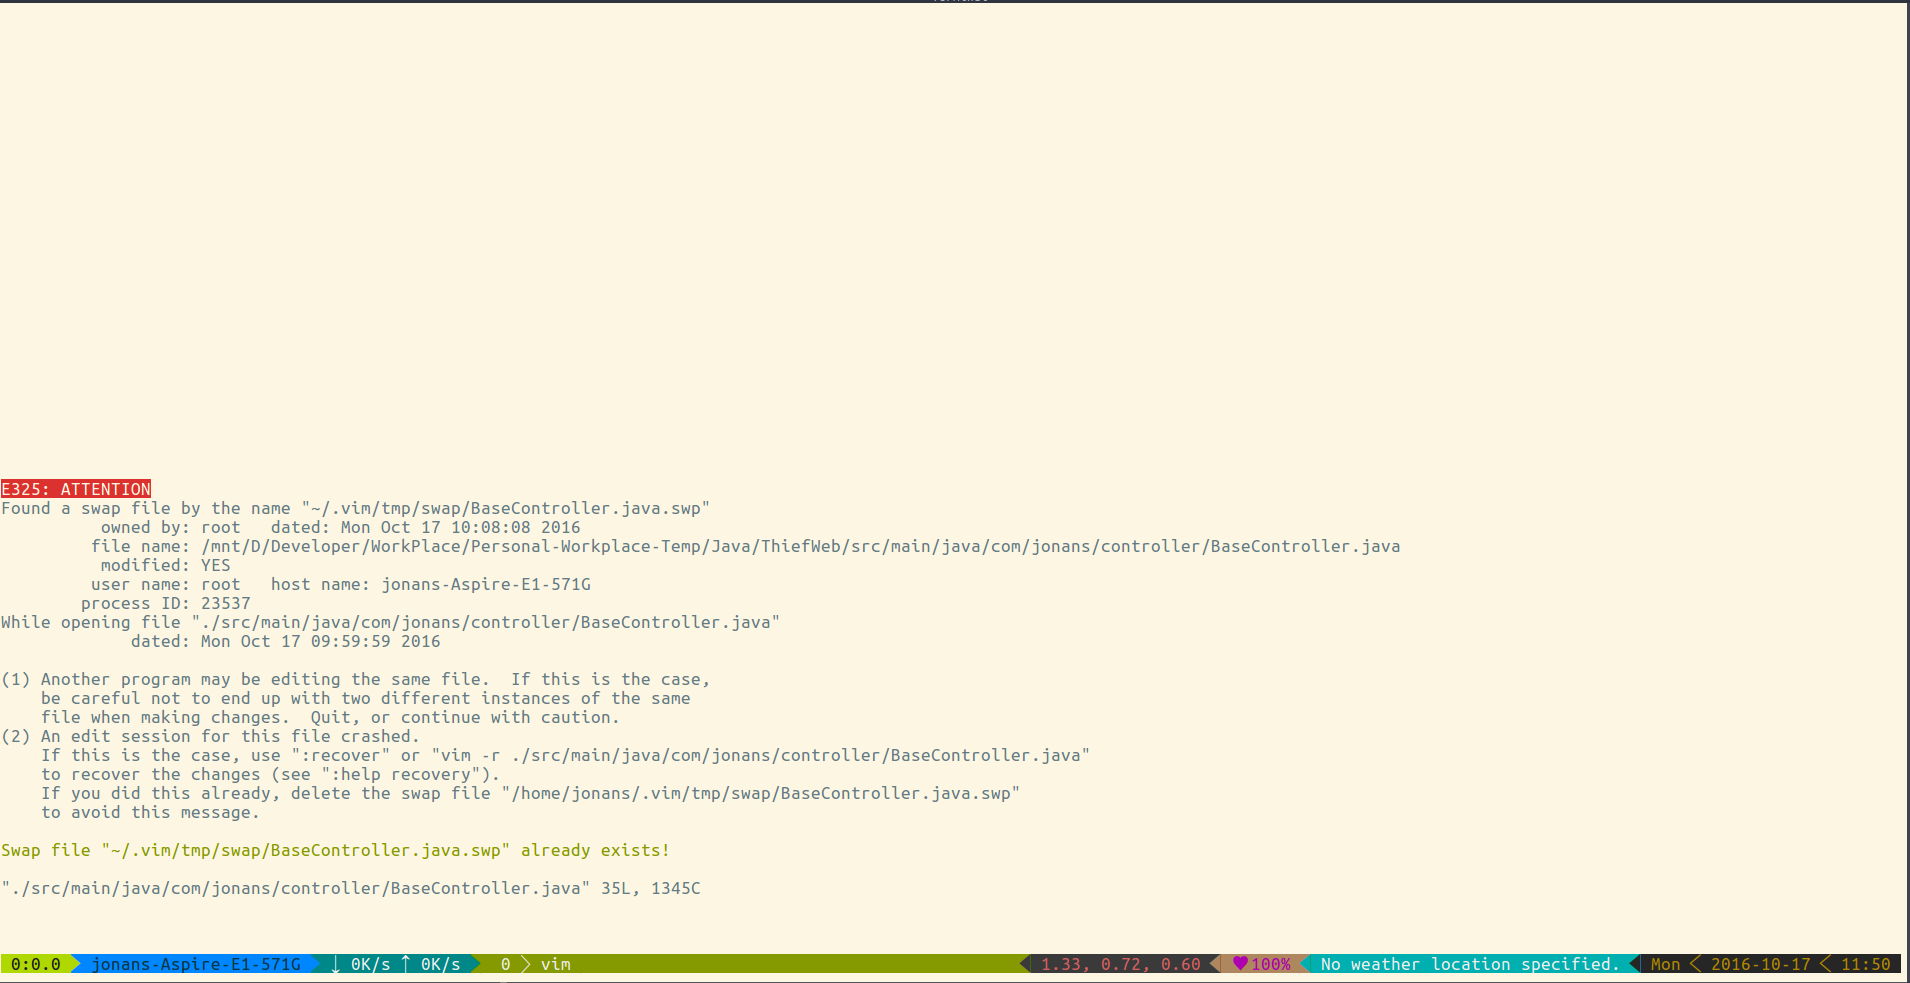 E325: ATTENTION
Found a swap file by the name "~/.vim/tmp/swap/BaseController.java.swp"
          owned by: root   dated: Mon Oct 17 10:08:08 2016
         file name: /mnt/D/Developer/WorkPlace/Personal-Workplace-Temp/Java/ThiefWeb/src/main/java/com/jonans/controller/BaseController.java
          modified: YES
         user name: root   host name: jonans-Aspire-E1-571G
        process ID: 23537
While opening file "./src/main/java/com/jonans/controller/BaseController.java"
             dated: Mon Oct 17 09:59:59 2016
(1) Another program may be editing the same file.  If this is the case,
    be careful not to end up with two different instances of the same
    file when making changes.  Quit, or continue with caution.
(2) An edit session for this file crashed.
    If this is the case, use ":recover" or "vim -r ./src/main/java/com/jonans/controller/BaseController.java"
    to recover the changes (see ":help recovery").
    If you did this already, delete the swap file "/home/jonans/.vim/tmp/swap/BaseController.java.swp"
    to avoid this message.
Swap file "~/.vim/tmp/swap/BaseController.java.swp" already exists!
"./src/main/java/com/jonans/controller/BaseController.java" 35L, 1345C
0:0.0 jonans-Aspire-E1-571G ↓ 0K/s ↑ 0K/s 0 > vim 1.33, 0.72, 0.60 ♥100% No weather location specified. Mon < 2016-10-17 < 11:50